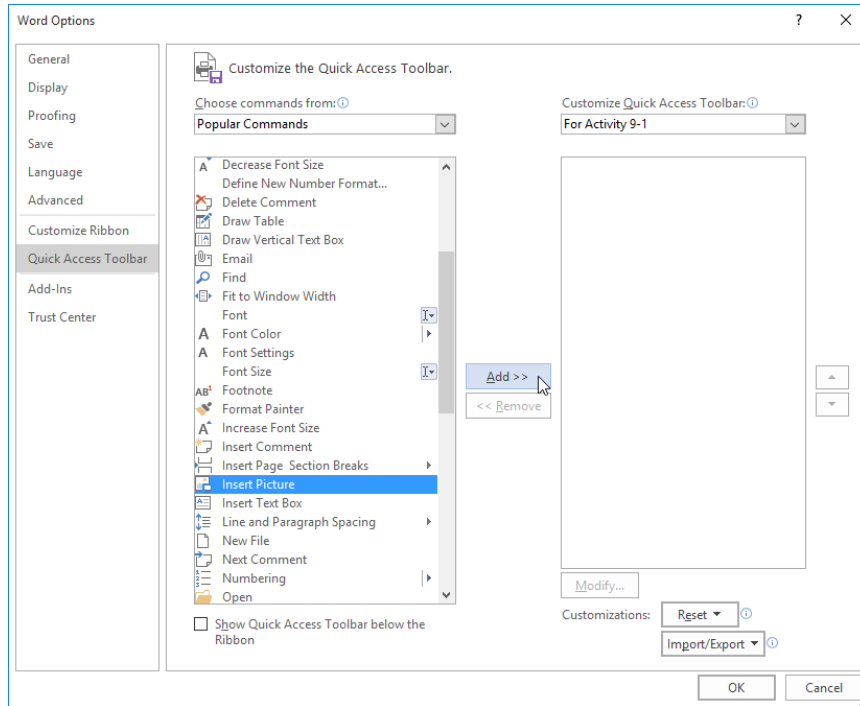 Word Options
?
General
Display
Proofing
Save
Language
Advanced
Customize Ribbon
Quick Access Toolbar
Add-Ins
Trust Center
Customize the Quick Access Toolbar.
Choose commands from:
Popular Commands
Decrease Font Size
Define New Number Format...
Delete Comment
Draw Table
Draw Vertical Text Box
Email
Find
Fit to Window Width
Font
Font Color
Font Settings
Font Size
Footnote
Format Painter
Increase Font Size
Insert Comment
Insert Page  Section Breaks
Insert Picture
Insert Text Box
Line and Paragraph Spacing
New File
Next Comment
Numbering
Open
Show Quick Access Toolbar below the
Ribbon
Add >>
<< Remove
Customize Quick Access Toolbar:
For Activity 9-1
Modify...
Customizations:
Reset
Import/Export
OK
Cancel